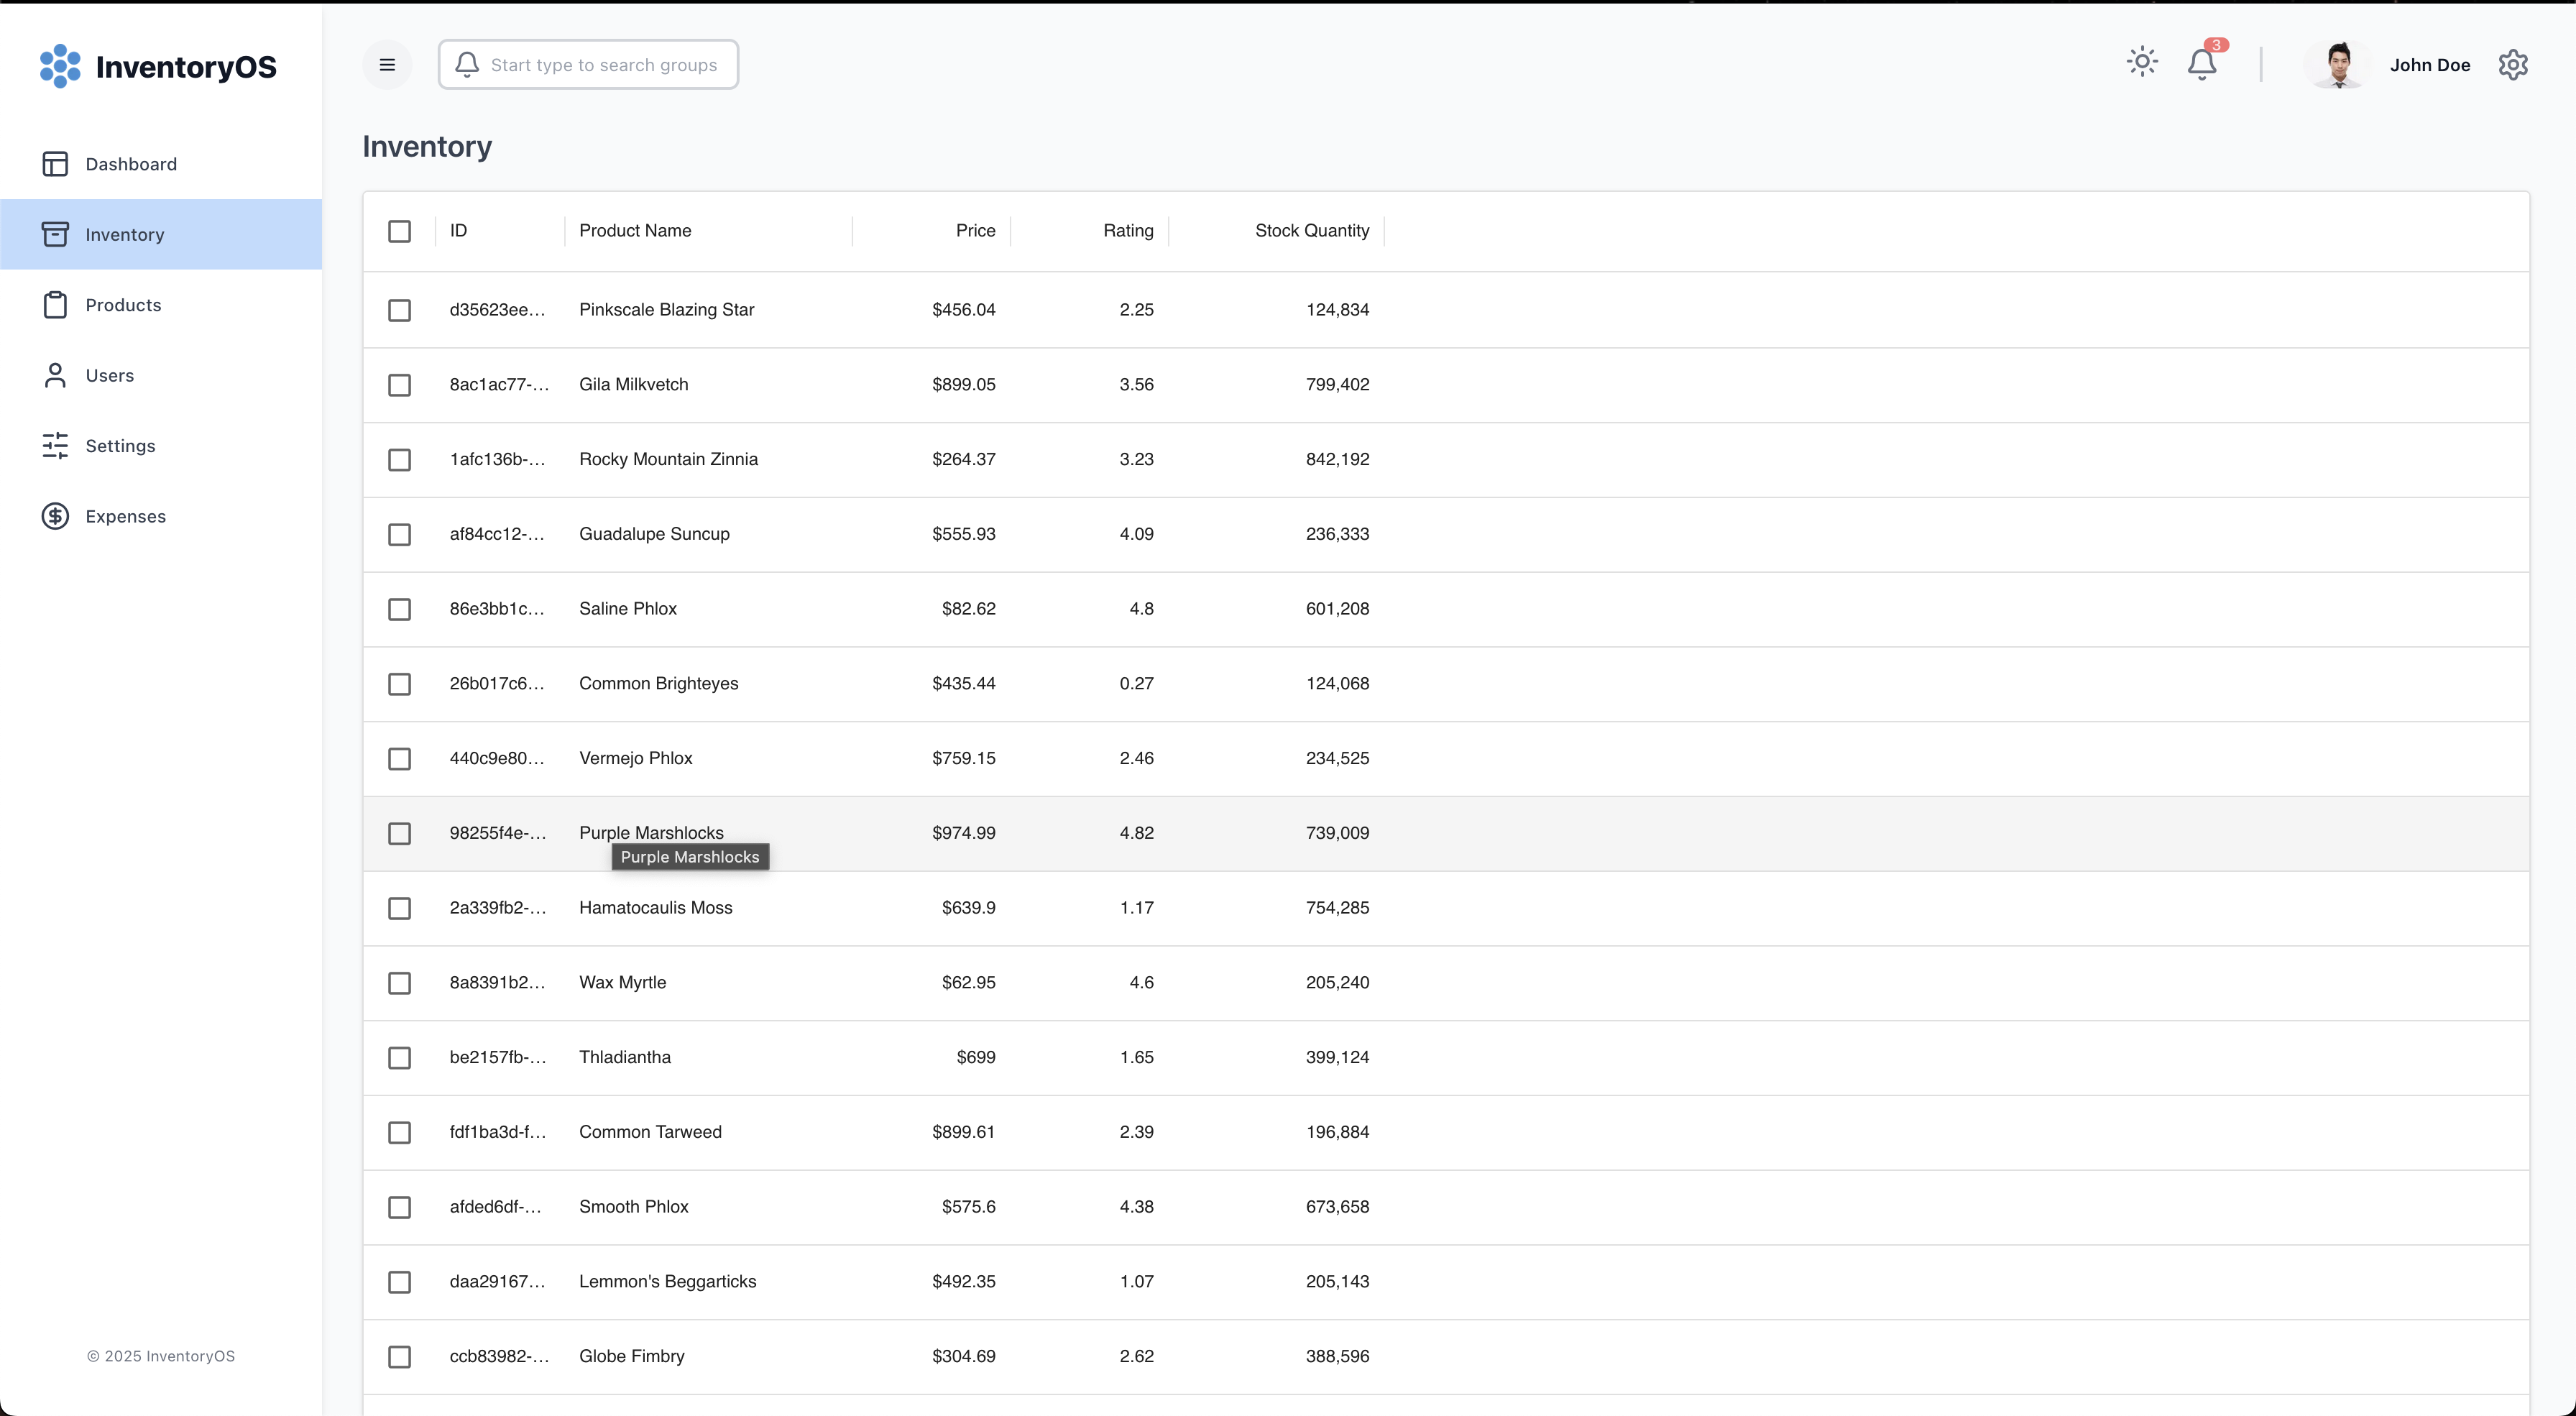 InventoryOS
Start type to search groups
3
John Doe
Dashboard
Inventory
Products
Users
Settings
Expenses
© 2025 InventoryOS
Inventory
ID Product Name Price Rating Stock Quantity
d35623ee... Pinkscale Blazing Star $456.04 2.25 124,834
8ac1ac77-... Gila Milkvetch $899.05 3.56 799,402
1afc136b-... Rocky Mountain Zinnia $264.37 3.23 842,192
af84cc12-... Guadalupe Suncup $555.93 4.09 236,333
86e3bb1c... Saline Phlox $82.62 4.8 601,208
26b017c6... Common Brighteyes $435.44 0.27 124,068
440c9e80... Vermejo Phlox $759.15 2.46 234,525
98255f4e-... Purple Marshlocks $974.99 4.82 739,009
Purple Marshlocks
2a339fb2-... Hamatocaulis Moss $639.9 1.17 754,285
8a8391b2... Wax Myrtle $62.95 4.6 205,240
be2157fb-... Thladiantha $699 1.65 399,124
fdf1ba3d-f... Common Tarweed $899.61 2.39 196,884
afded6df-... Smooth Phlox $575.6 4.38 673,658
daa29167... Lemmon's Beggarticks $492.35 1.07 205,143
ccb83982-... Globe Fimbry $304.69 2.62 388,596